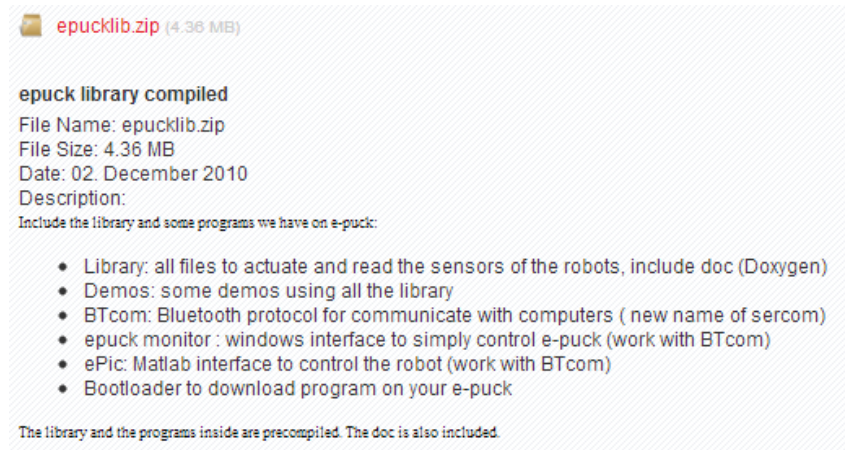 epucklib.zip (4.36 MB)
epuck library compiled
File Name: epucklib.zip
File Size: 4.36 MB
Date: 02. December 2010
Description:
Include the library and some programs we have on e-puck:
• Library: all files to actuate and read the sensors of the robots, include doc (Doxygen)
• Demos: some demos using all the library
• BTcom: Bluetooth protocol for communicate with computers ( new name of sercom)
• epuck monitor : windows interface to simply control e-puck (work with BTcom)
• ePic: Matlab interface to control the robot (work with BTcom)
• Bootloader to download program on your e-puck
The library and the programs inside are precompiled. The doc is also included.